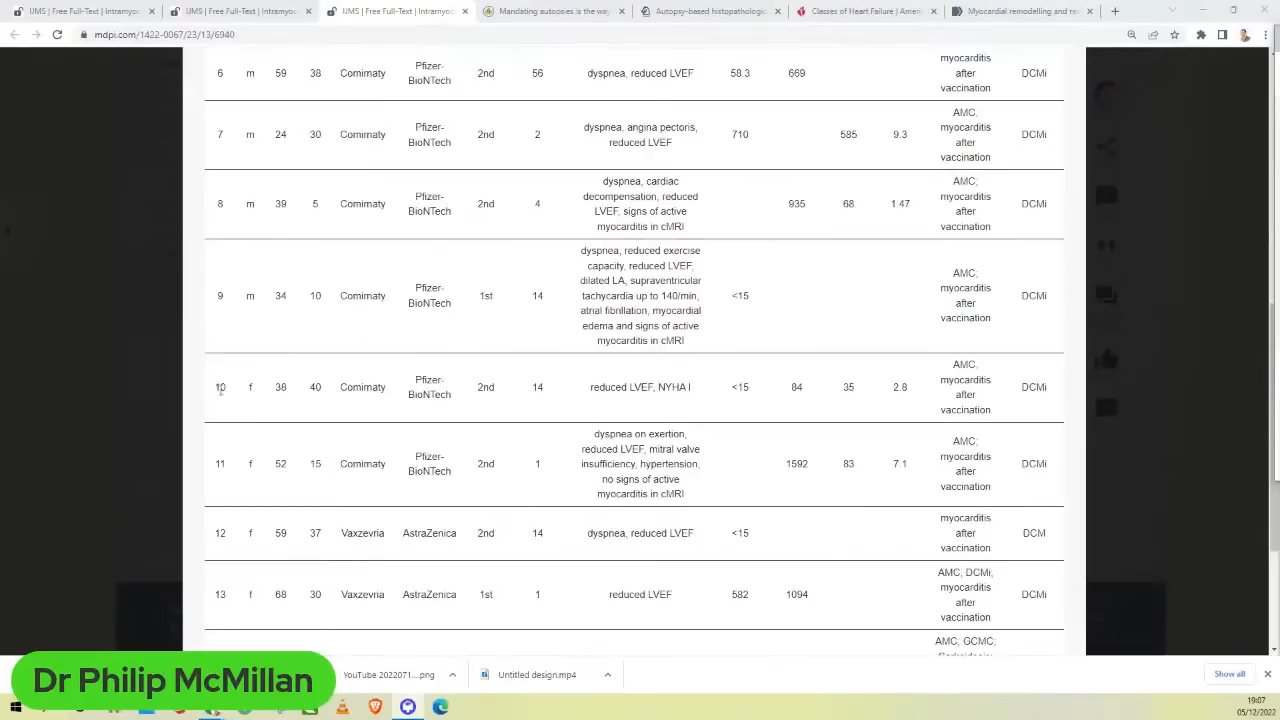 UMS | Free Full-Text | Intramyoc
UMS | Free Full-Text | Intramyoc
UMS | Free Full-Text | Intramyoc
Mandating autopsies is the way
Autopsy-based histopathologic
Classes of Heart Failure | Amer
Myocardial remodelling and res
mdpi.com/1422-0067/23/13/6940
6 m 59 38 Comirnaty Pfizer-BioNTech 2nd 56 dyspnea, reduced LVEF 58.3 669 myocarditis after vaccination DCMi
7 m 24 30 Comirnaty Pfizer-BioNTech 2nd 2 dyspnea, angina pectoris, reduced LVEF 710 585 9.3 AMC, myocarditis after vaccination DCMi
8 m 39 5 Comirnaty Pfizer-BioNTech 2nd 4 dyspnea, cardiac decompensation, reduced LVEF, signs of active myocarditis in cMRI 935 68 1.47 AMC; myocarditis after vaccination DCMi
9 m 34 10 Comirnaty Pfizer-BioNTech 1st 14 dyspnea, reduced exercise capacity, reduced LVEF, dilated LA, supraventricular tachycardia up to 140/min, atrial fibrillation, myocardial edema and signs of active myocarditis in cMRI <15 AMC; myocarditis after vaccination DCMi
10 f 38 40 Comirnaty Pfizer-BioNTech 2nd 14 reduced LVEF, NYHA I <15 84 35 2.8 AMC, myocarditis after vaccination DCMi
11 f 52 15 Comirnaty Pfizer-BioNTech 2nd 1 dyspnea on exertion, reduced LVEF, mitral valve insufficiency, hypertension, no signs of active myocarditis in cMRI 1592 83 7.1 AMC; myocarditis after vaccination DCMi
12 f 59 37 Vaxzevria AstraZenica 2nd 14 dyspnea, reduced LVEF <15 myocarditis after vaccination DCM
13 f 68 30 Vaxzevria AstraZenica 1st 1 reduced LVEF 582 1094 AMC; DCMi; myocarditis after vaccination DCMi
AMC; GCMC;
Dr Philip McMillan
YouTube 2022071....png
Untitled design.mp4
Show all
19:07
05/12/2022